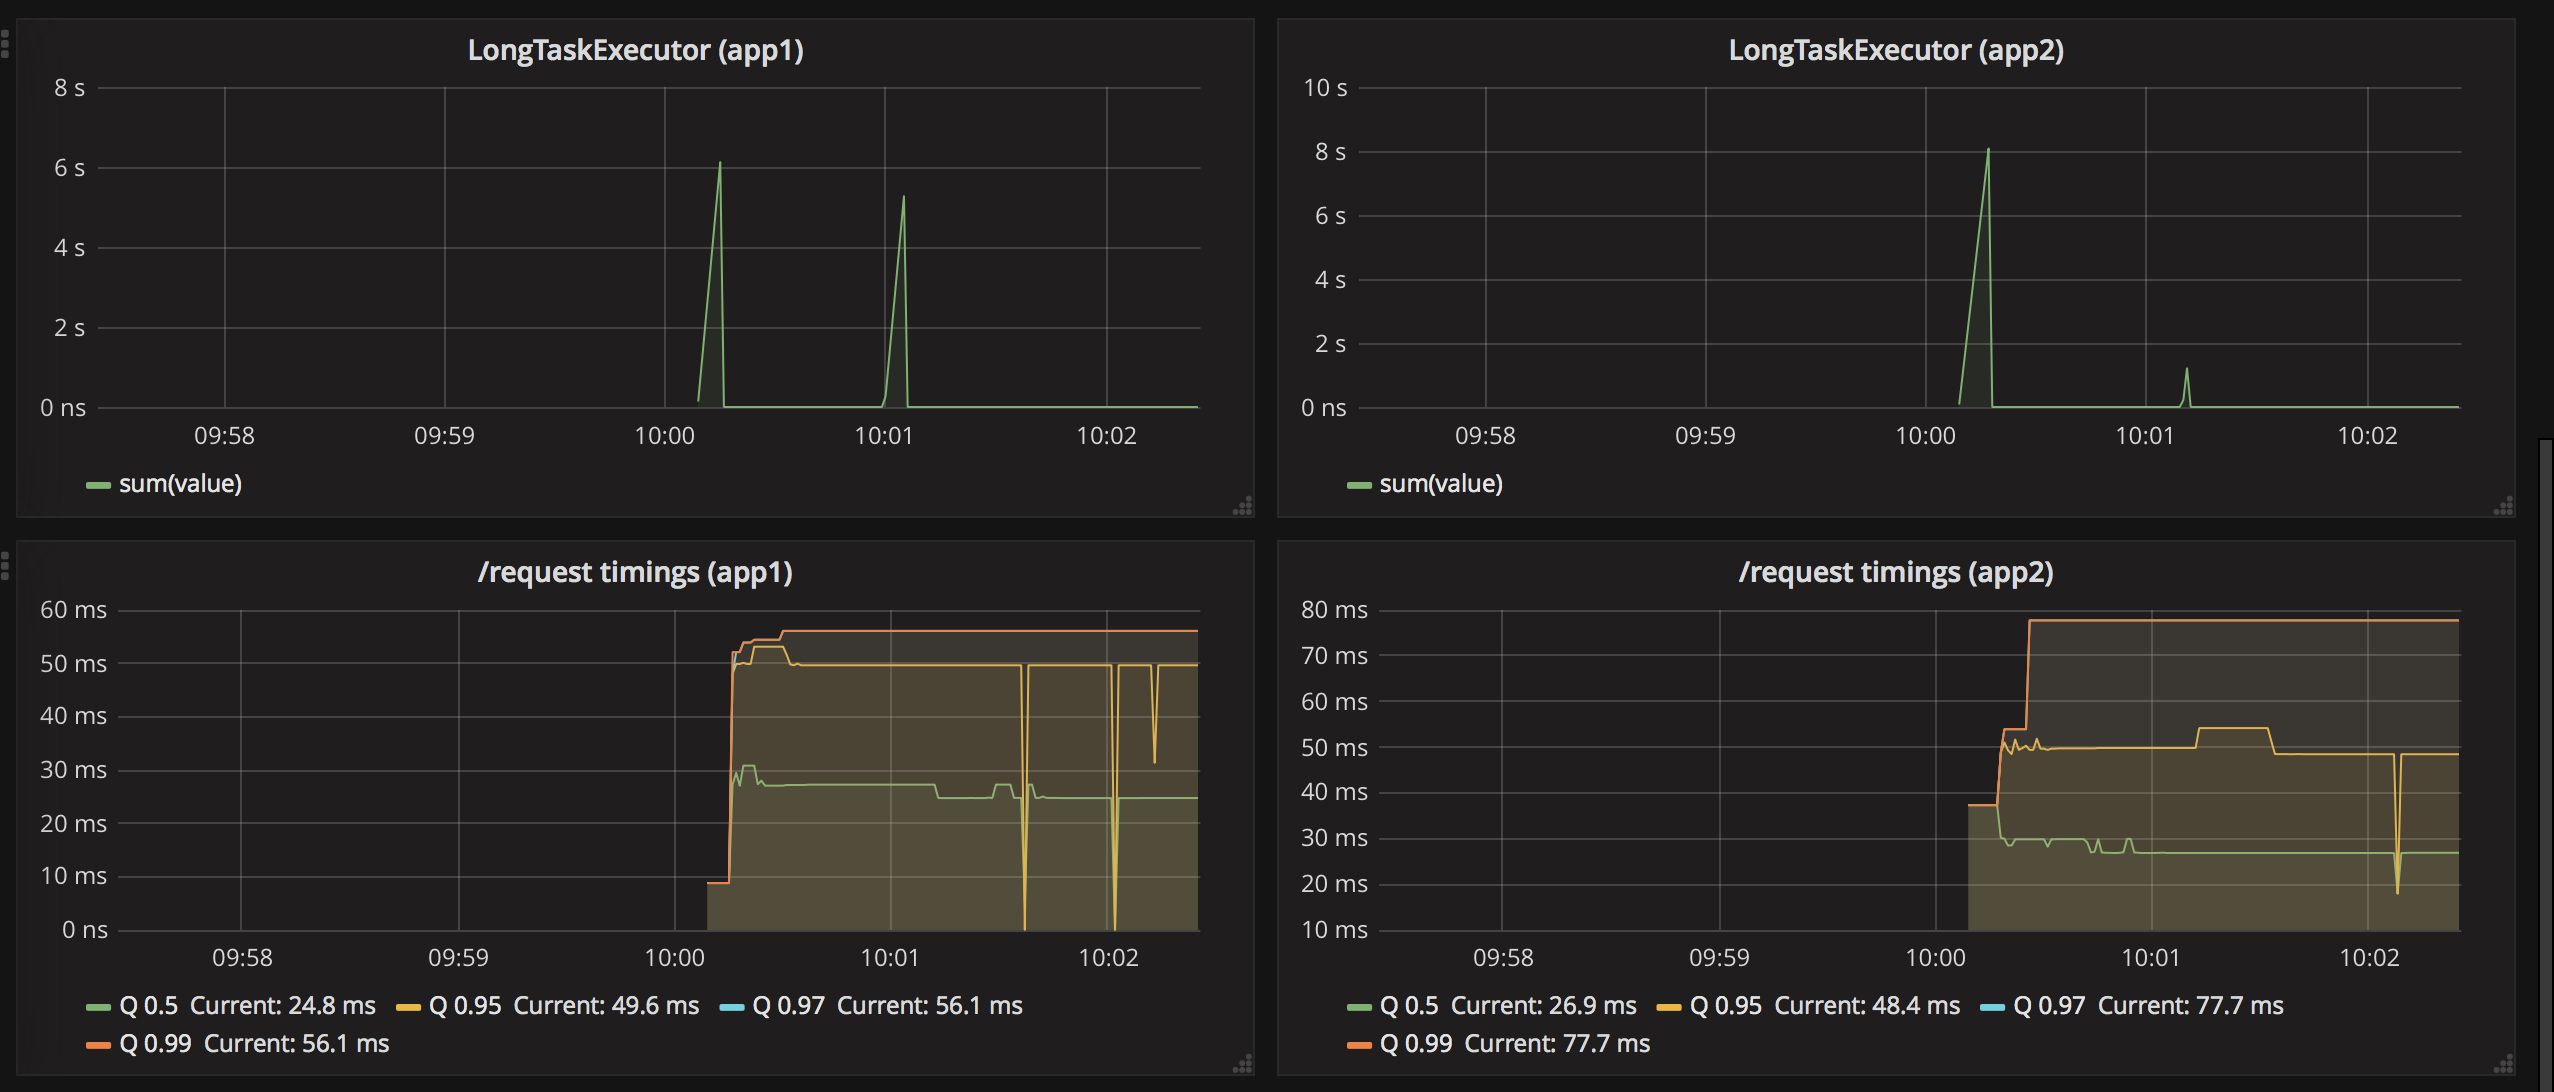 LongTaskExecutor (app1)
8 s
6 s
4 s
2 s
0 ns
09:58 09:59 10:00 10:01 10:02
sum(value)
LongTaskExecutor (app2)
10 s
8 s
6 s
4 s
2 s
0 ns
09:58 09:59 10:00 10:01 10:02
sum(value)
/request timings (app1)
60 ms
50 ms
40 ms
30 ms
20 ms
10 ms
0 ns
09:58 09:59 10:00 10:01 10:02
Q 0.5 Current: 24.8 ms Q 0.95 Current: 49.6 ms Q 0.97 Current: 56.1 ms
Q 0.99 Current: 56.1 ms
/request timings (app2)
80 ms
70 ms
60 ms
50 ms
40 ms
30 ms
20 ms
10 ms
09:58 09:59 10:00 10:01 10:02
Q 0.5 Current: 26.9 ms Q 0.95 Current: 48.4 ms Q 0.97 Current: 77.7 ms
Q 0.99 Current: 77.7 ms